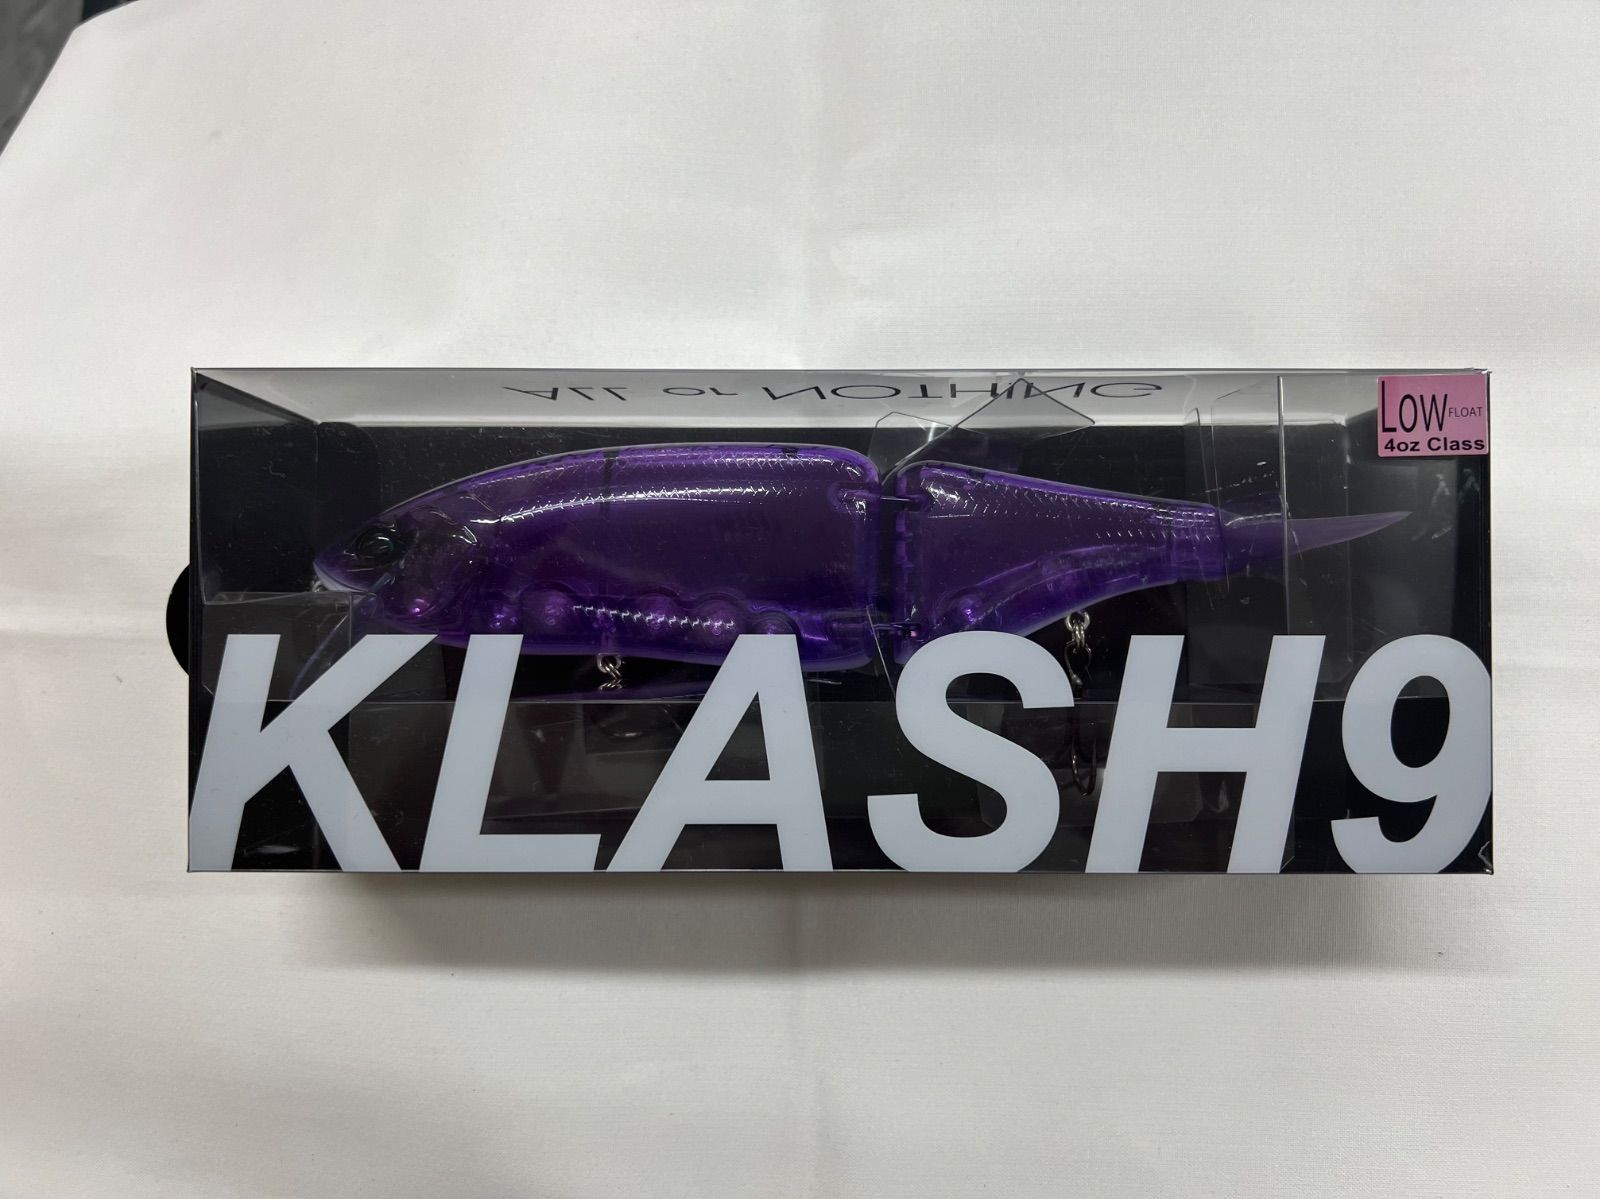 ALL or NOTHING
LOW FLOAT
4oz Class
KLASH9